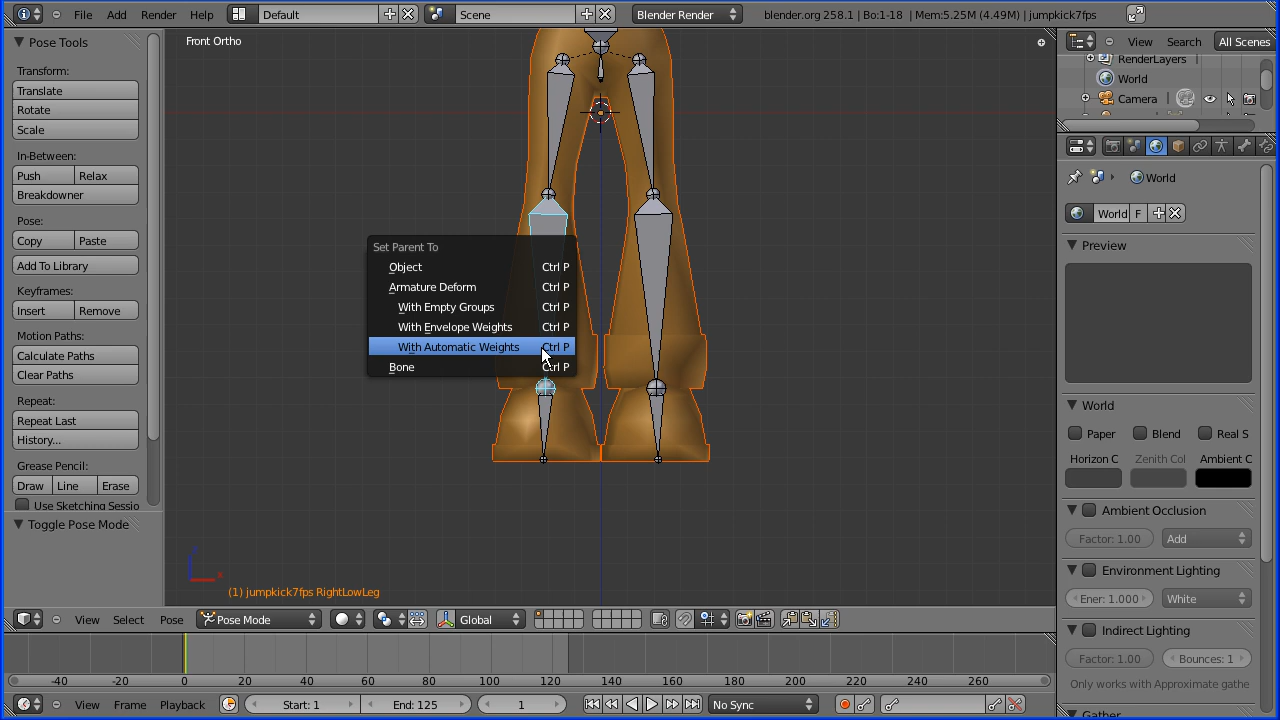 File Add Render Help Default Scene Blender Render blender.org 258.1 | Bo:1-18 | Mem:5.25M (4.49M) | jumpkick7fps
Pose Tools
Transform:
Translate
Rotate
Scale
In-Between:
Push Relax
Breakdowner
Pose:
Copy Paste
Add To Library
Keyframes:
Insert Remove
Motion Paths:
Calculate Paths
Clear Paths
Repeat:
Repeat Last
History...
Grease Pencil:
Draw Line Erase
Use Sketching Sessio
Toggle Pose Mode
Front Ortho
Set Parent To
Object Ctrl P
Armature Deform Ctrl P
With Empty Groups Ctrl P
With Envelope Weights Ctrl P
With Automatic Weights Ctrl P
Bone Ctrl P
(1) jumpkick7fps RightLowLeg
View Select Pose Pose Mode Global
-40 -20 0 20 40 60 80 100 120 140 160 180 200 220 240 260
View Frame Playback Start: 1 End: 125 1 No Sync
View Search All Scenes
RenderLayers
World
Camera
World
World F
Preview
World
Paper Blend Real S
Horizon C Zenith Col Ambient C
Ambient Occlusion
Factor: 1.00 Add
Environment Lighting
Ener: 1.000 White
Indirect Lighting
Factor: 1.00 Bounces: 1
Only works with Approximate gathe
Gather